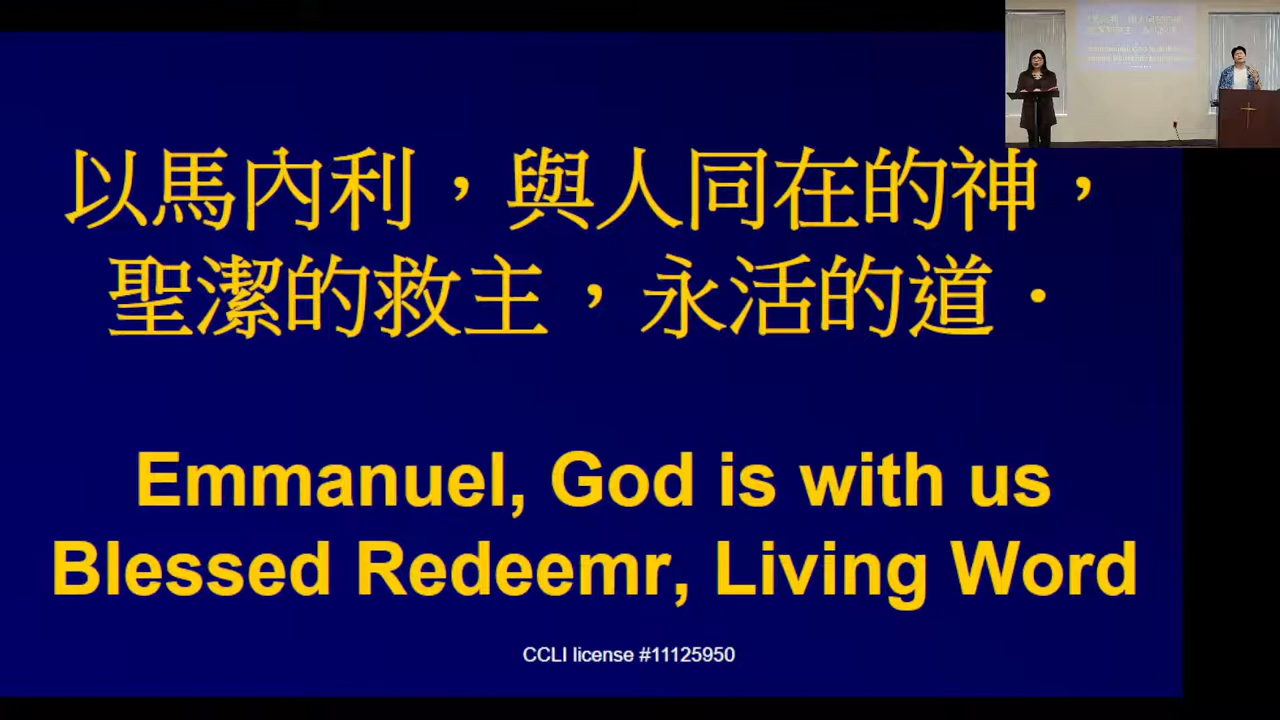 以馬內利，與人同在的神，
聖潔的救主，永活的道．
Emmanuel, God is with us
Blessed Redeemr, Living Word
CCLI license #11125950